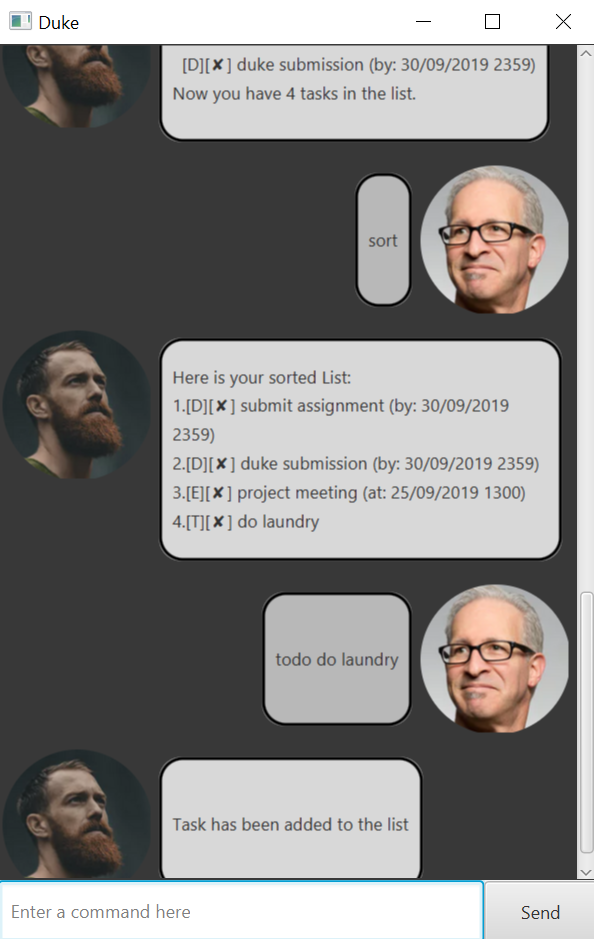 Duke
[D][✘] duke submission (by: 30/09/2019 2359)
Now you have 4 tasks in the list.
sort
Here is your sorted List:
1.[D][✘] submit assignment (by: 30/09/2019
2359)
2.[D][✘] duke submission (by: 30/09/2019 2359)
3.[E][✘] project meeting (at: 25/09/2019 1300)
4.[T][✘] do laundry
todo do laundry
Task has been added to the list
Enter a command here
Send